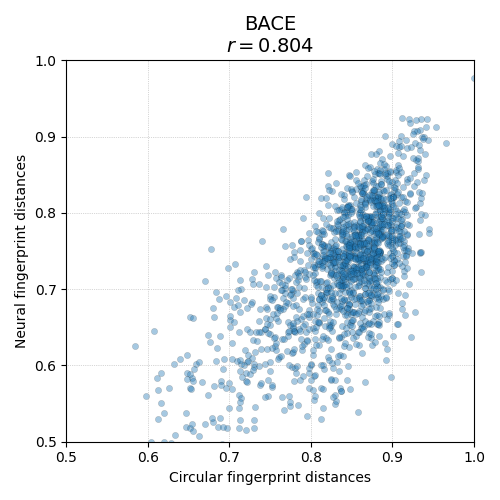 BACE
r = 0.804
1.0
0.9
0.8
0.7
0.6
0.5
0.5 0.6 0.7 0.8 0.9 1.0
Neural fingerprint distances
Circular fingerprint distances